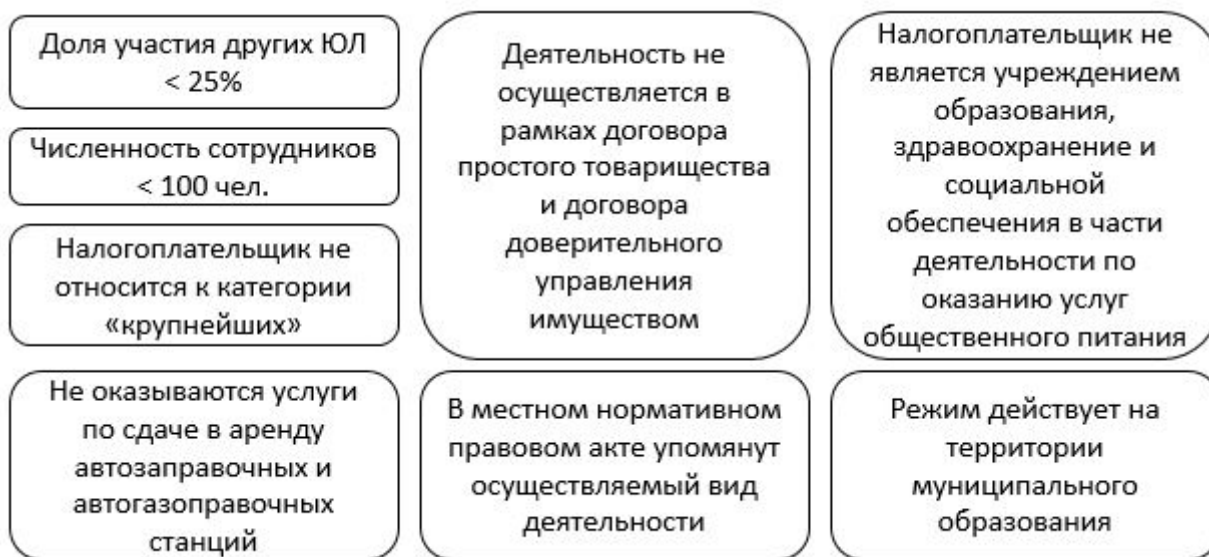 Доля участия других ЮЛ
< 25%
Численность сотрудников
< 100 чел.
Налогоплательщик не
относится к категории
«крупнейших»
Деятельность не
осуществляется в
рамках договора
простого товарищества
и договора
доверительного
управления
имуществом
Налогоплательщик не
является учреждением
образования,
здравоохранение и
социальной
обеспечения в части
деятельности по
оказанию услуг
общественного питания
Не оказываются услуги
по сдаче в аренду
автозаправочных и
автогазоправочных
станций
В местном нормативном
правовом акте упомянут
осуществляемый вид
деятельности
Режим действует на
территории
муниципального
образования